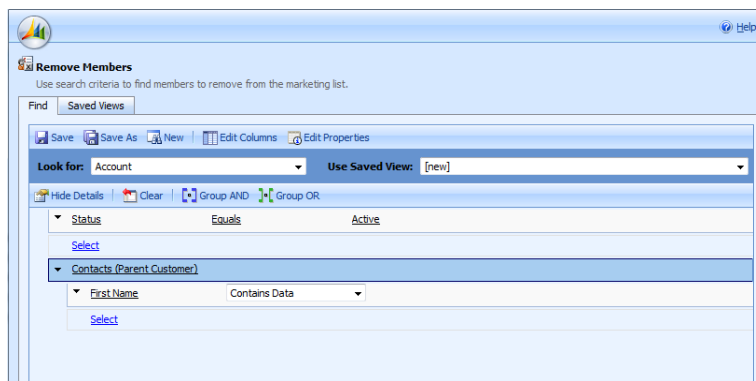 Help
Remove Members
Use search criteria to find members to remove from the marketing list.
Find Saved Views
Save Save As New Edit Columns Edit Properties
Look for: Account Use Saved View: [new]
Hide Details Clear Group AND Group OR
Status Equals Active
Select
Contacts (Parent Customer)
First Name Contains Data
Select